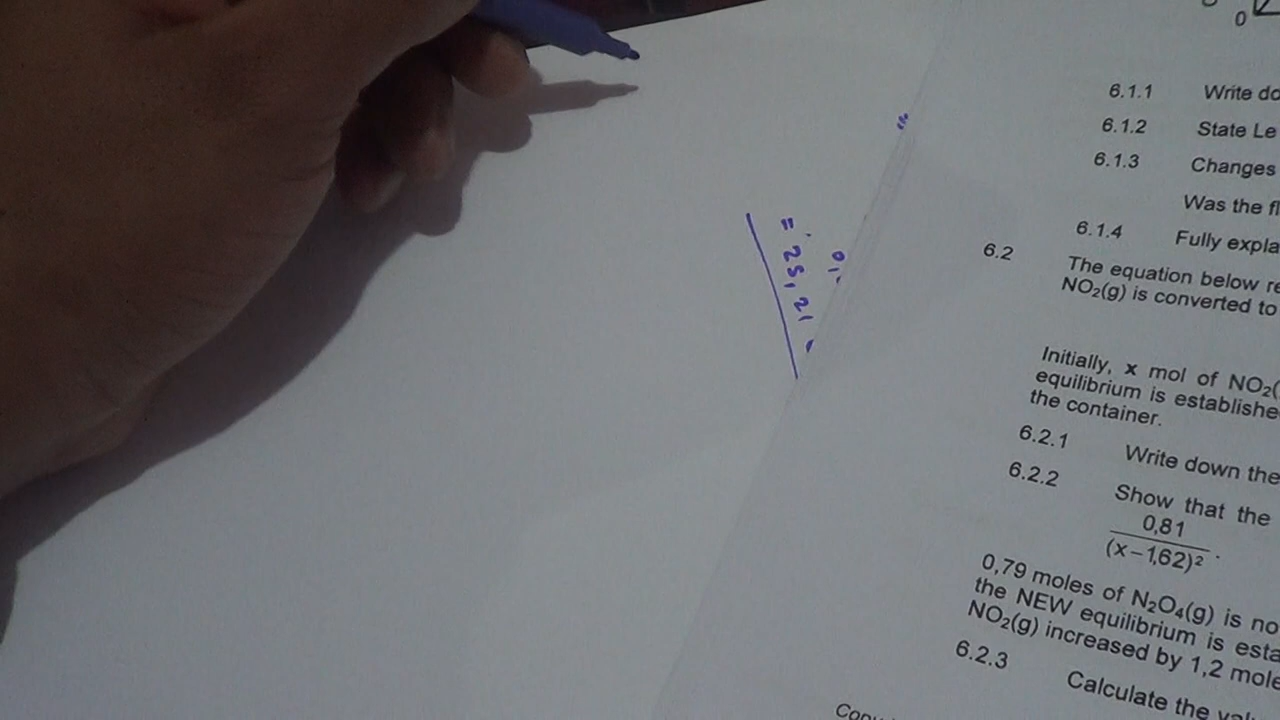 0
6.1.1 Write do
6.1.2 State Le
6.1.3 Changes
Was the fl
6.1.4 Fully expla
6.2 The equation below re
NO₂(g) is converted to
Initially, x mol of NO₂(
equilibrium is establishe
the container.
6.2.1 Write down the
6.2.2 Show that the
0,81
(x−1,62)² .
0,79 moles of N₂O₄(g) is no
the NEW equilibrium is esta
NO₂(g) increased by 1,2 mole
6.2.3 Calculate the valu
= 25,21
0,